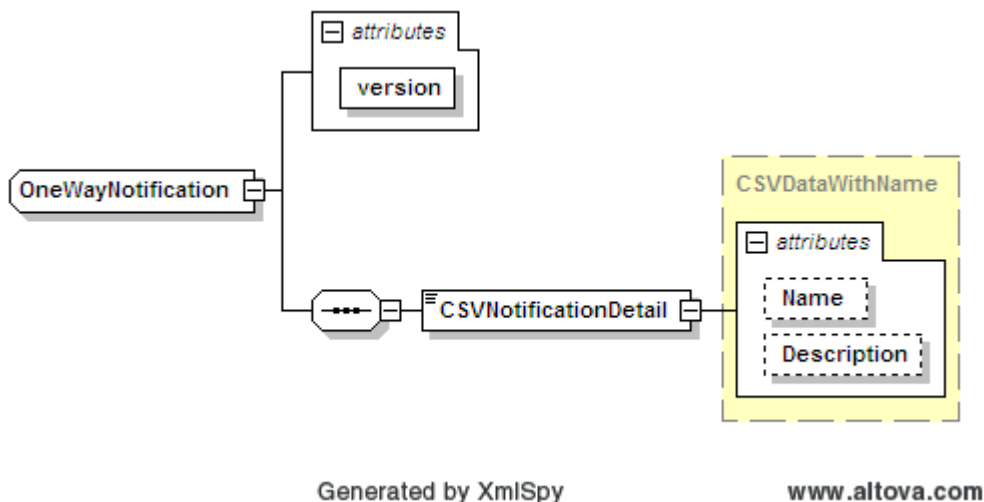 attributes
version
OneWayNotification
CSVDataWithName
attributes
CSVNotificationDetail
Name
Description
Generated by XmlSpy
www.altova.com